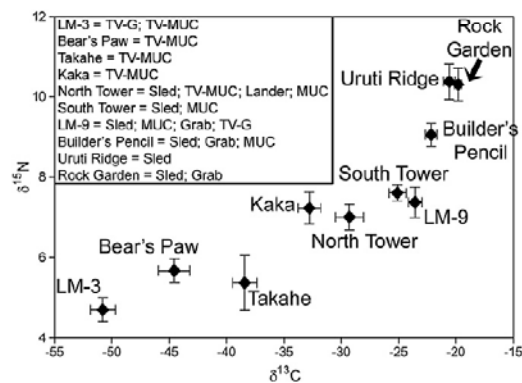 LM-3 = TV-G; TV-MUC
Bear's Paw = TV-MUC
Takahe = TV-MUC
Kaka = TV-MUC
North Tower = Sled; TV-MUC; Lander; MUC
South Tower = Sled; MUC
LM-9 = Sled; MUC; Grab; TV-G
Builder's Pencil = Sled; Grab; MUC
Uruti Ridge = Sled
Rock Garden = Sled; Grab
Rock
Garden
Uruti Ridge
Builder's
Pencil
South Tower
Kaka
LM-9
North Tower
Bear's Paw
Takahe
LM-3
δ15N
12
10
8
6
4
-55
-50
-45
-40
-35
-30
-25
-20
-15
δ13C